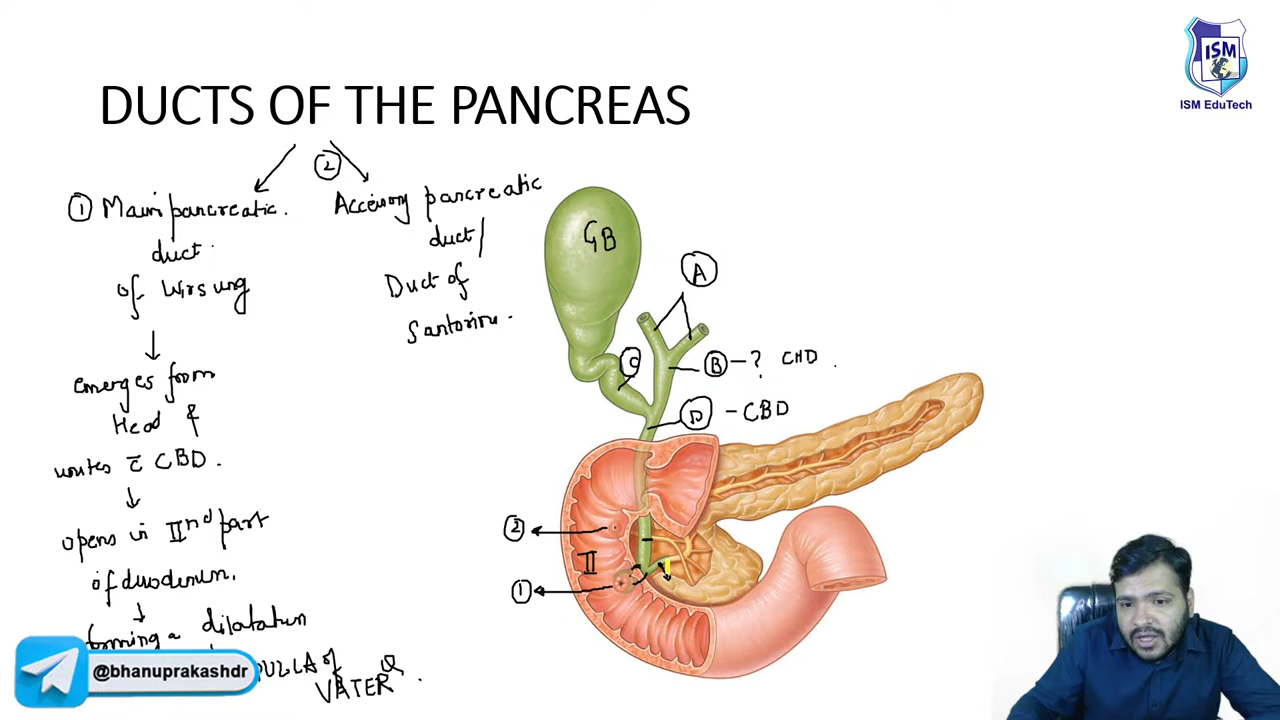 ISM
ISM EduTech
DUCTS OF THE PANCREAS
2
1 Main pancreatic.
duct.
of Wirsung
emerges from
Head &
unites c̄ CBD.
opens in IInd part
of duodenum.
forming a dilatation
of
VATER
Accessory pancreatic
duct/
Duct of
Santorini.
GB
A
C
B - ? CHD.
D - CBD
2
II
1
@bhanuprakashdr